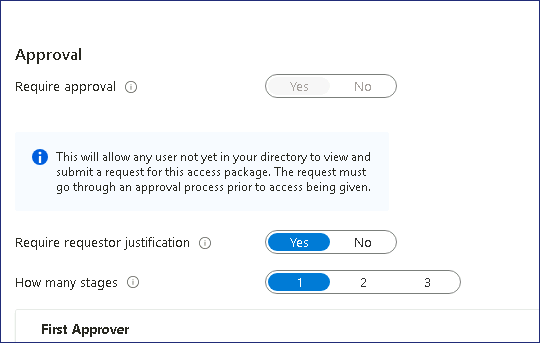 Approval
Require approval Yes No
This will allow any user not yet in your directory to view and
submit a request for this access package. The request must
go through an approval process prior to access being given.
Require requestor justification Yes No
How many stages 1 2 3
First Approver